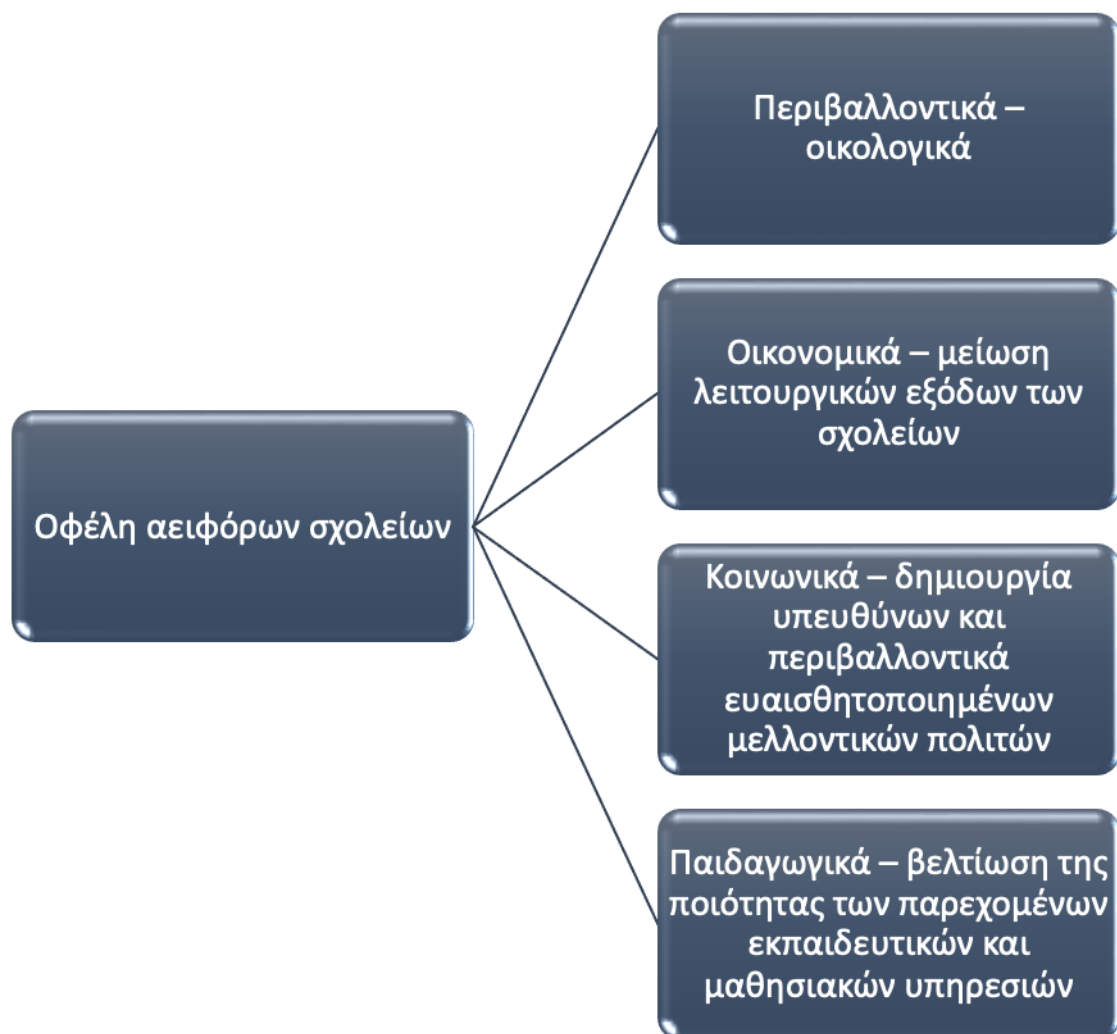 Οφέλη αειφόρων σχολείων
Περιβαλλοντικά –
οικολογικά
Οικονομικά – μείωση
λειτουργικών εξόδων των
σχολείων
Κοινωνικά – δημιουργία
υπευθύνων και
περιβαλλοντικά
ευαισθητοποιημένων
μελλοντικών πολιτών
Παιδαγωγικά – βελτίωση της
ποιότητας των παρεχομένων
εκπαιδευτικών και
μαθησιακών υπηρεσιών